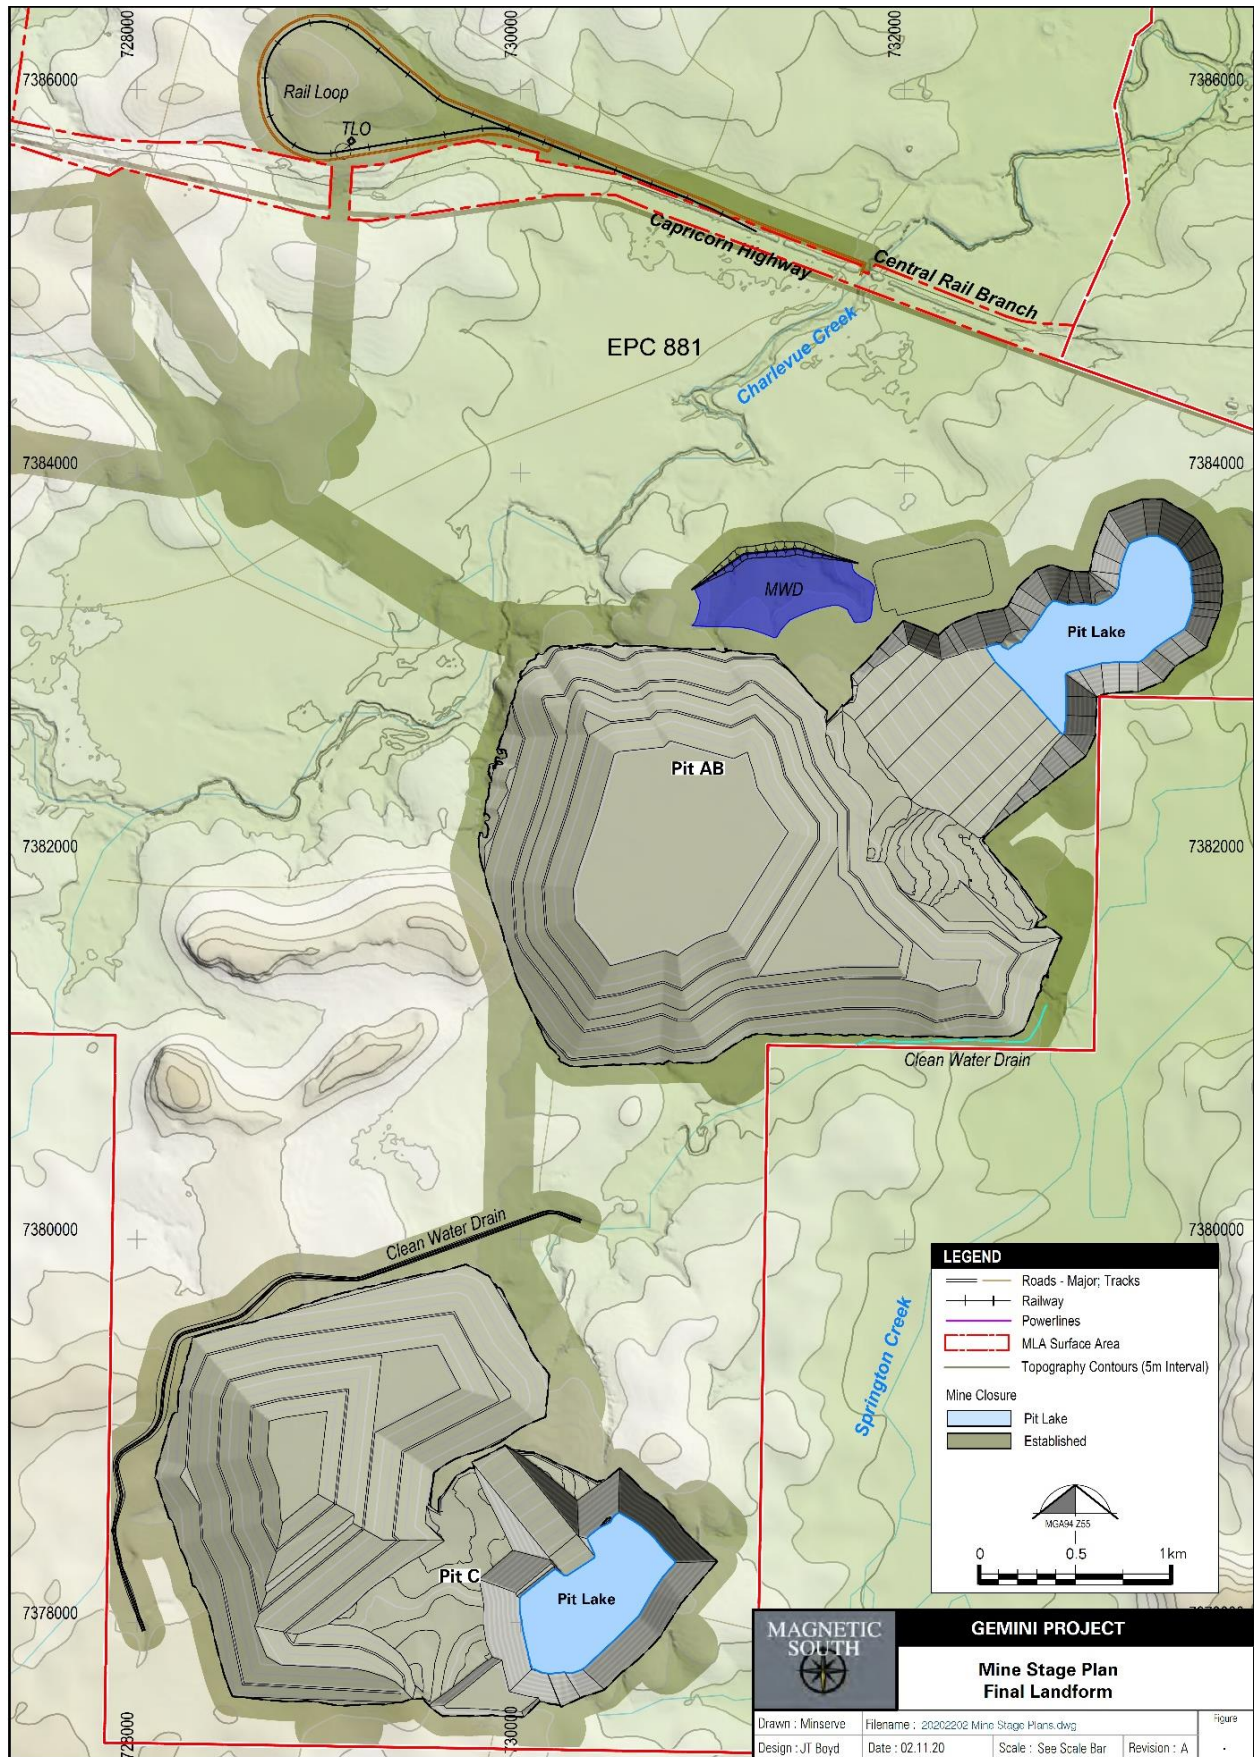 728000
730000
732000
7386000
7386000
Rail Loop
TLO
Capricorn Highway
Central Rail Branch
EPC 881
Charlevue Creek
7384000
7384000
MWD
Pit Lake
Pit AB
7382000
7382000
Clean Water Drain
7380000
7380000
Clean Water Drain
Springton Creek
LEGEND
Roads - Major; Tracks
Railway
Powerlines
MLA Surface Area
Topography Contours (5m Interval)
Mine Closure
Pit Lake
Established
MGA94 Z55
0
0.5
1km
Pit C
Pit Lake
7378000
728000
730000
MAGNETIC
SOUTH
GEMINI PROJECT
Mine Stage Plan
Final Landform
Drawn : Minserve
Filename : 20202202 Mine Stage Plans.dwg
Figure
Design : JT Boyd
Date : 02.11.20
Scale : See Scale Bar
Revision : A
-